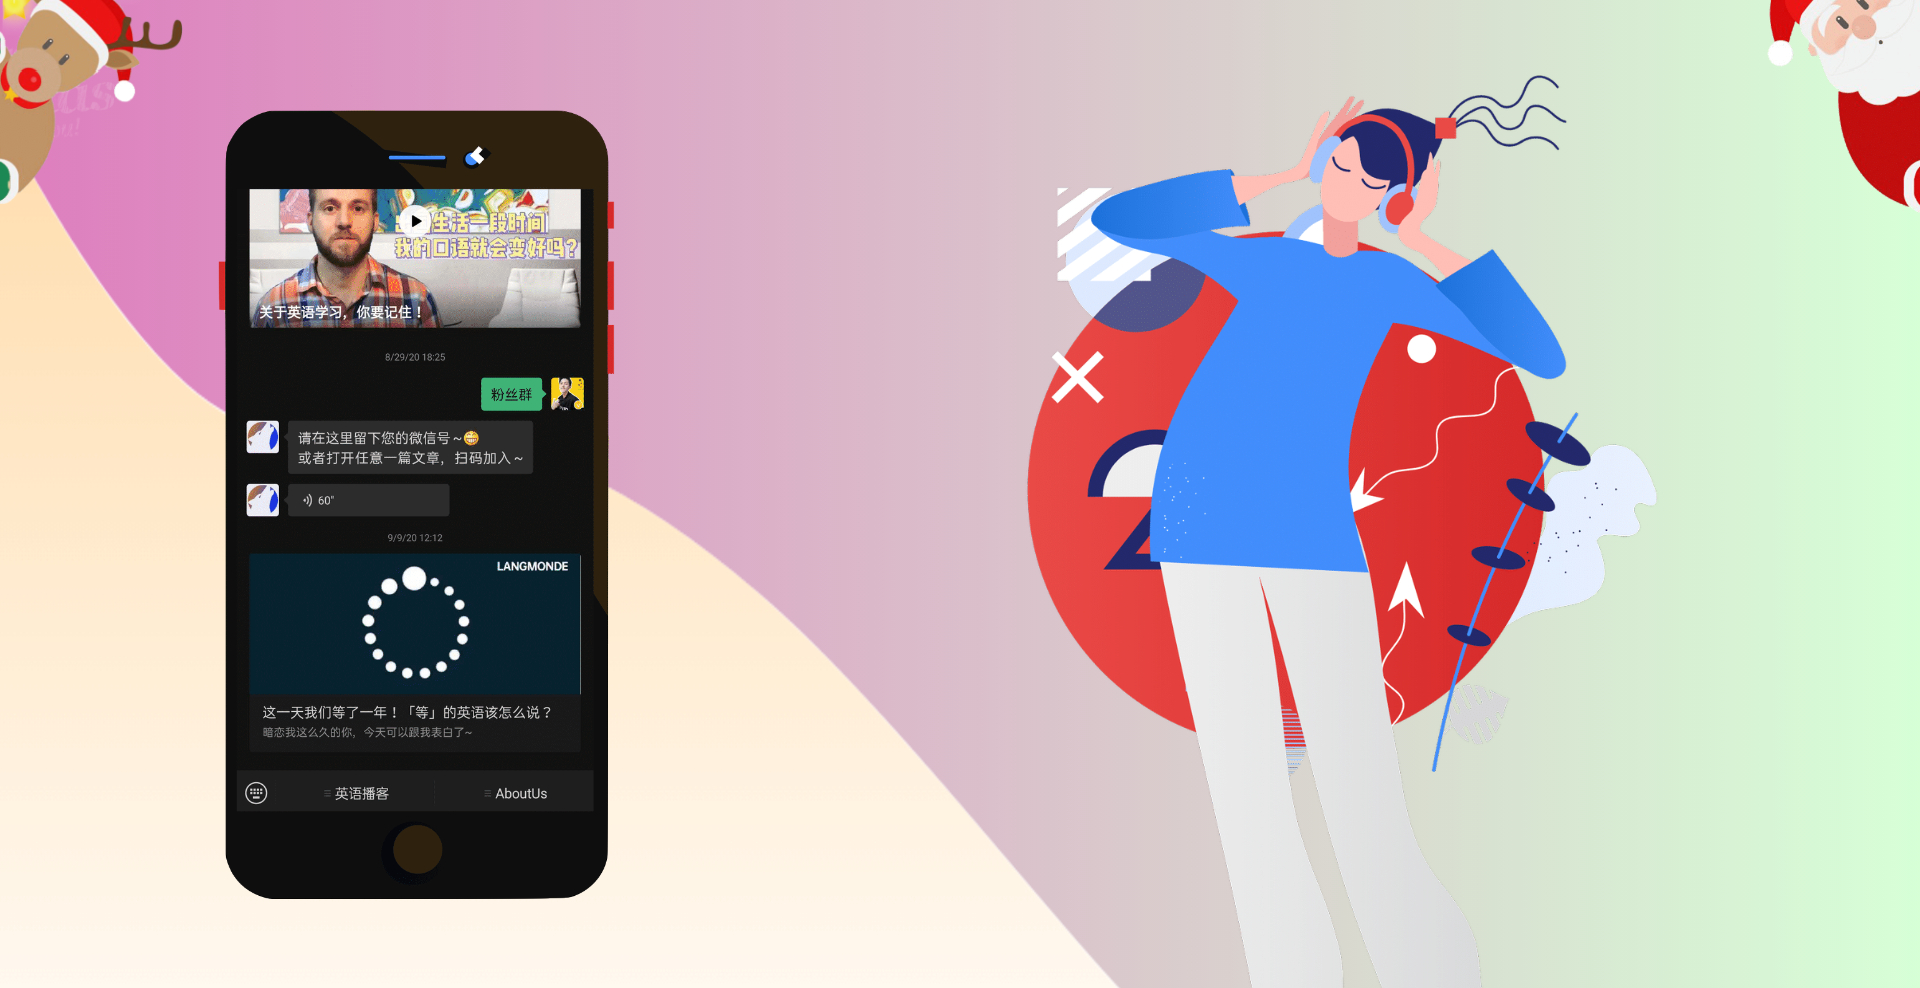 生活一段时间
我的口语就会变好吗?
关于英语学习，你要记住！
8/29/20 18:25
粉丝群
请在这里留下您的微信号～
或者打开任意一篇文章，扫码加入～
60"
9/9/20 12:12
LANGMONDE
这一天我们等了一年！「等」的英语该怎么说？
暗恋我这么久的你，今天可以跟我表白了~
英语播客
AboutUs